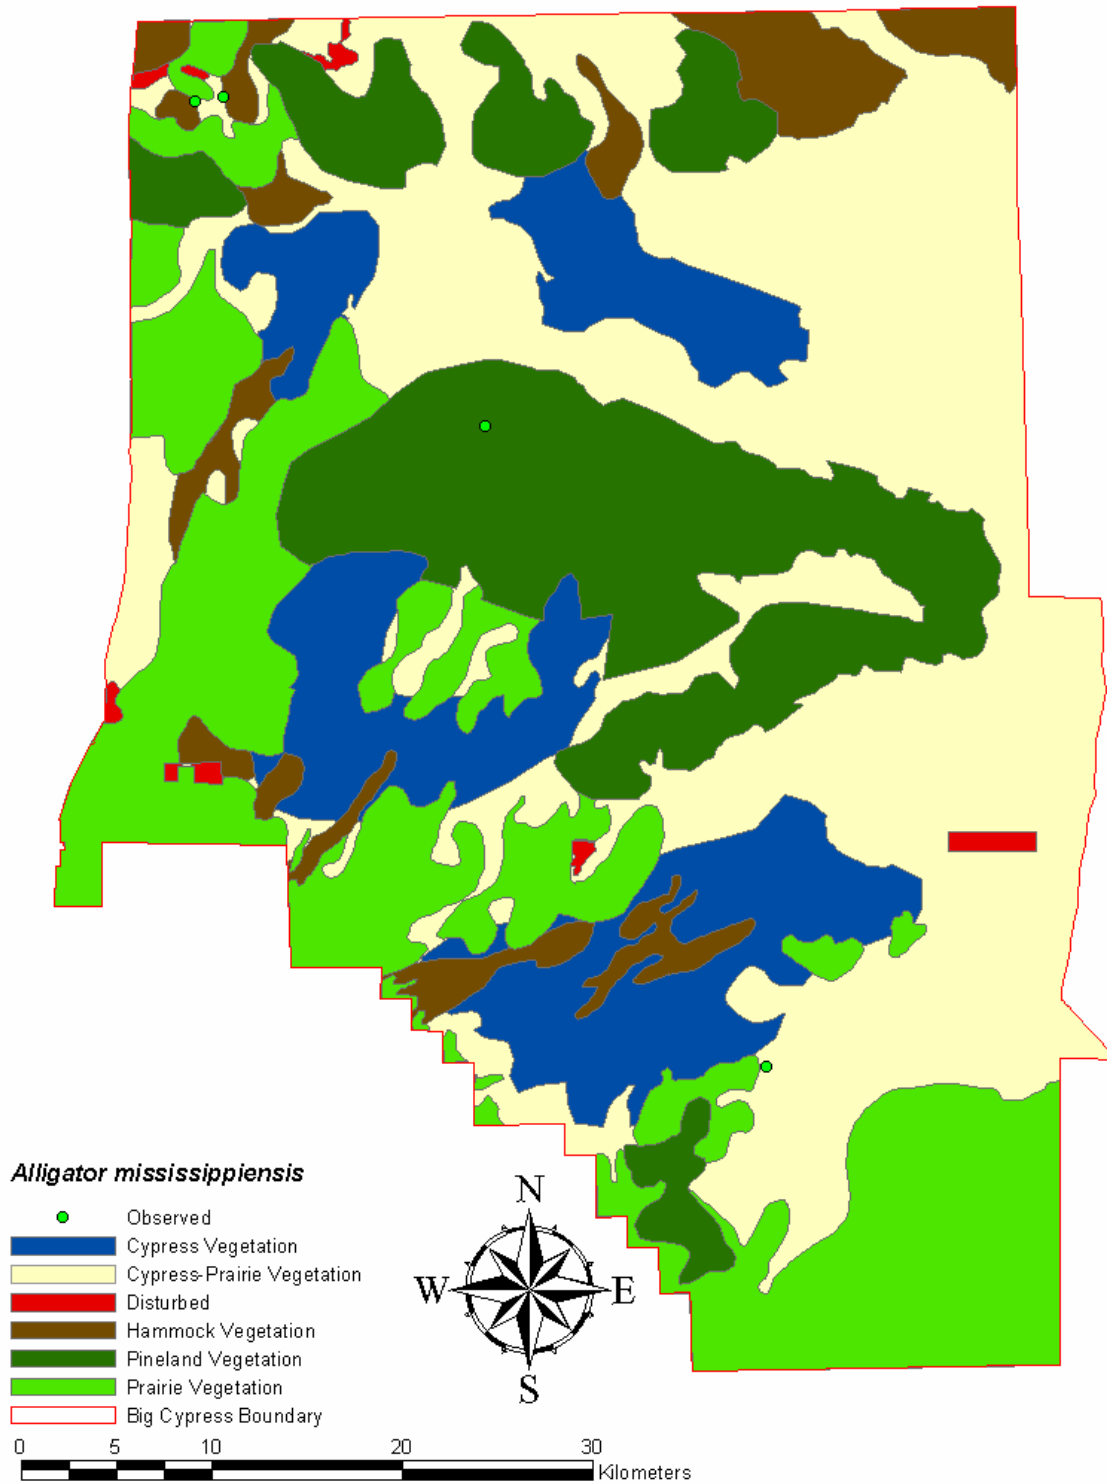 Alligator mississippiensis
Observed
Cypress Vegetation
Cypress-Prairie Vegetation
Disturbed
Hammock Vegetation
Pineland Vegetation
Prairie Vegetation
Big Cypress Boundary
N
W E
S
0 5 10 20 30
Kilometers